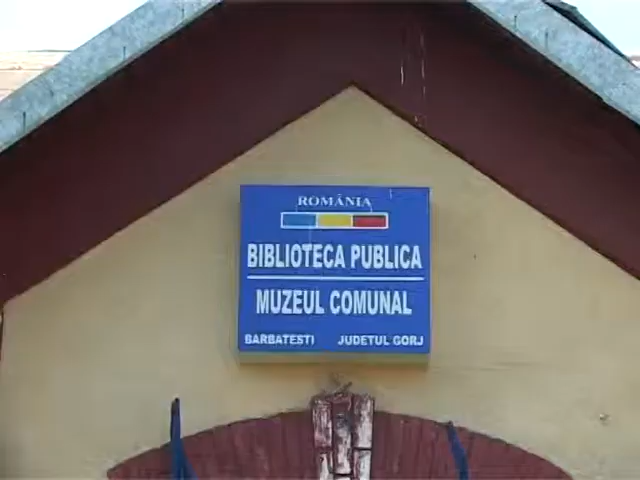 ROMÂNIA
BIBLIOTECA PUBLICA
MUZEUL COMUNAL
BARBATESTI JUDETUL GORJ